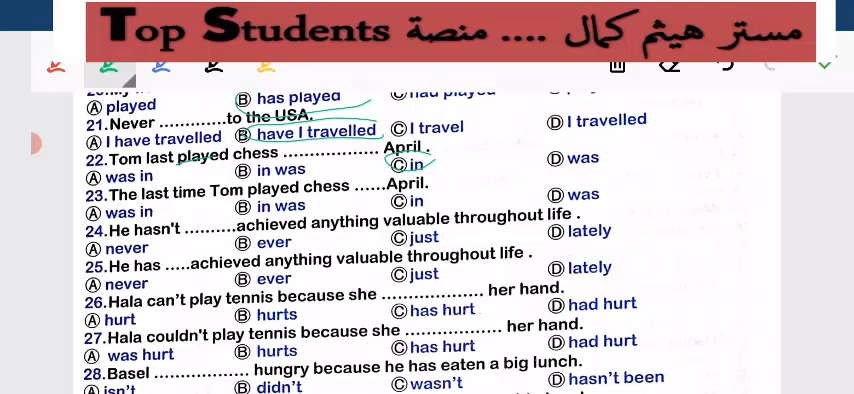 Top Students مستر هيثم كمال .... منصة
Ⓐ played Ⓑ has played Ⓒ had played
21.Never .............to the USA.
Ⓐ I have travelled Ⓑ have I travelled Ⓒ I travel Ⓓ I travelled
22.Tom last played chess .................. April .
Ⓐ was in Ⓑ in was Ⓒ in Ⓓ was
23.The last time Tom played chess ......April.
Ⓐ was in Ⓑ in was Ⓒ in Ⓓ was
24.He hasn't ..........achieved anything valuable throughout life .
Ⓐ never Ⓑ ever Ⓒ just Ⓓ lately
25.He has .....achieved anything valuable throughout life .
Ⓐ never Ⓑ ever Ⓒ just Ⓓ lately
26.Hala can't play tennis because she ................... her hand.
Ⓐ hurt Ⓑ hurts Ⓒ has hurt Ⓓ had hurt
27.Hala couldn't play tennis because she .................. her hand.
Ⓐ was hurt Ⓑ hurts Ⓒ has hurt Ⓓ had hurt
28.Basel .................. hungry because he has eaten a big lunch.
Ⓐ isn't Ⓑ didn't Ⓒ wasn't Ⓓ hasn't been